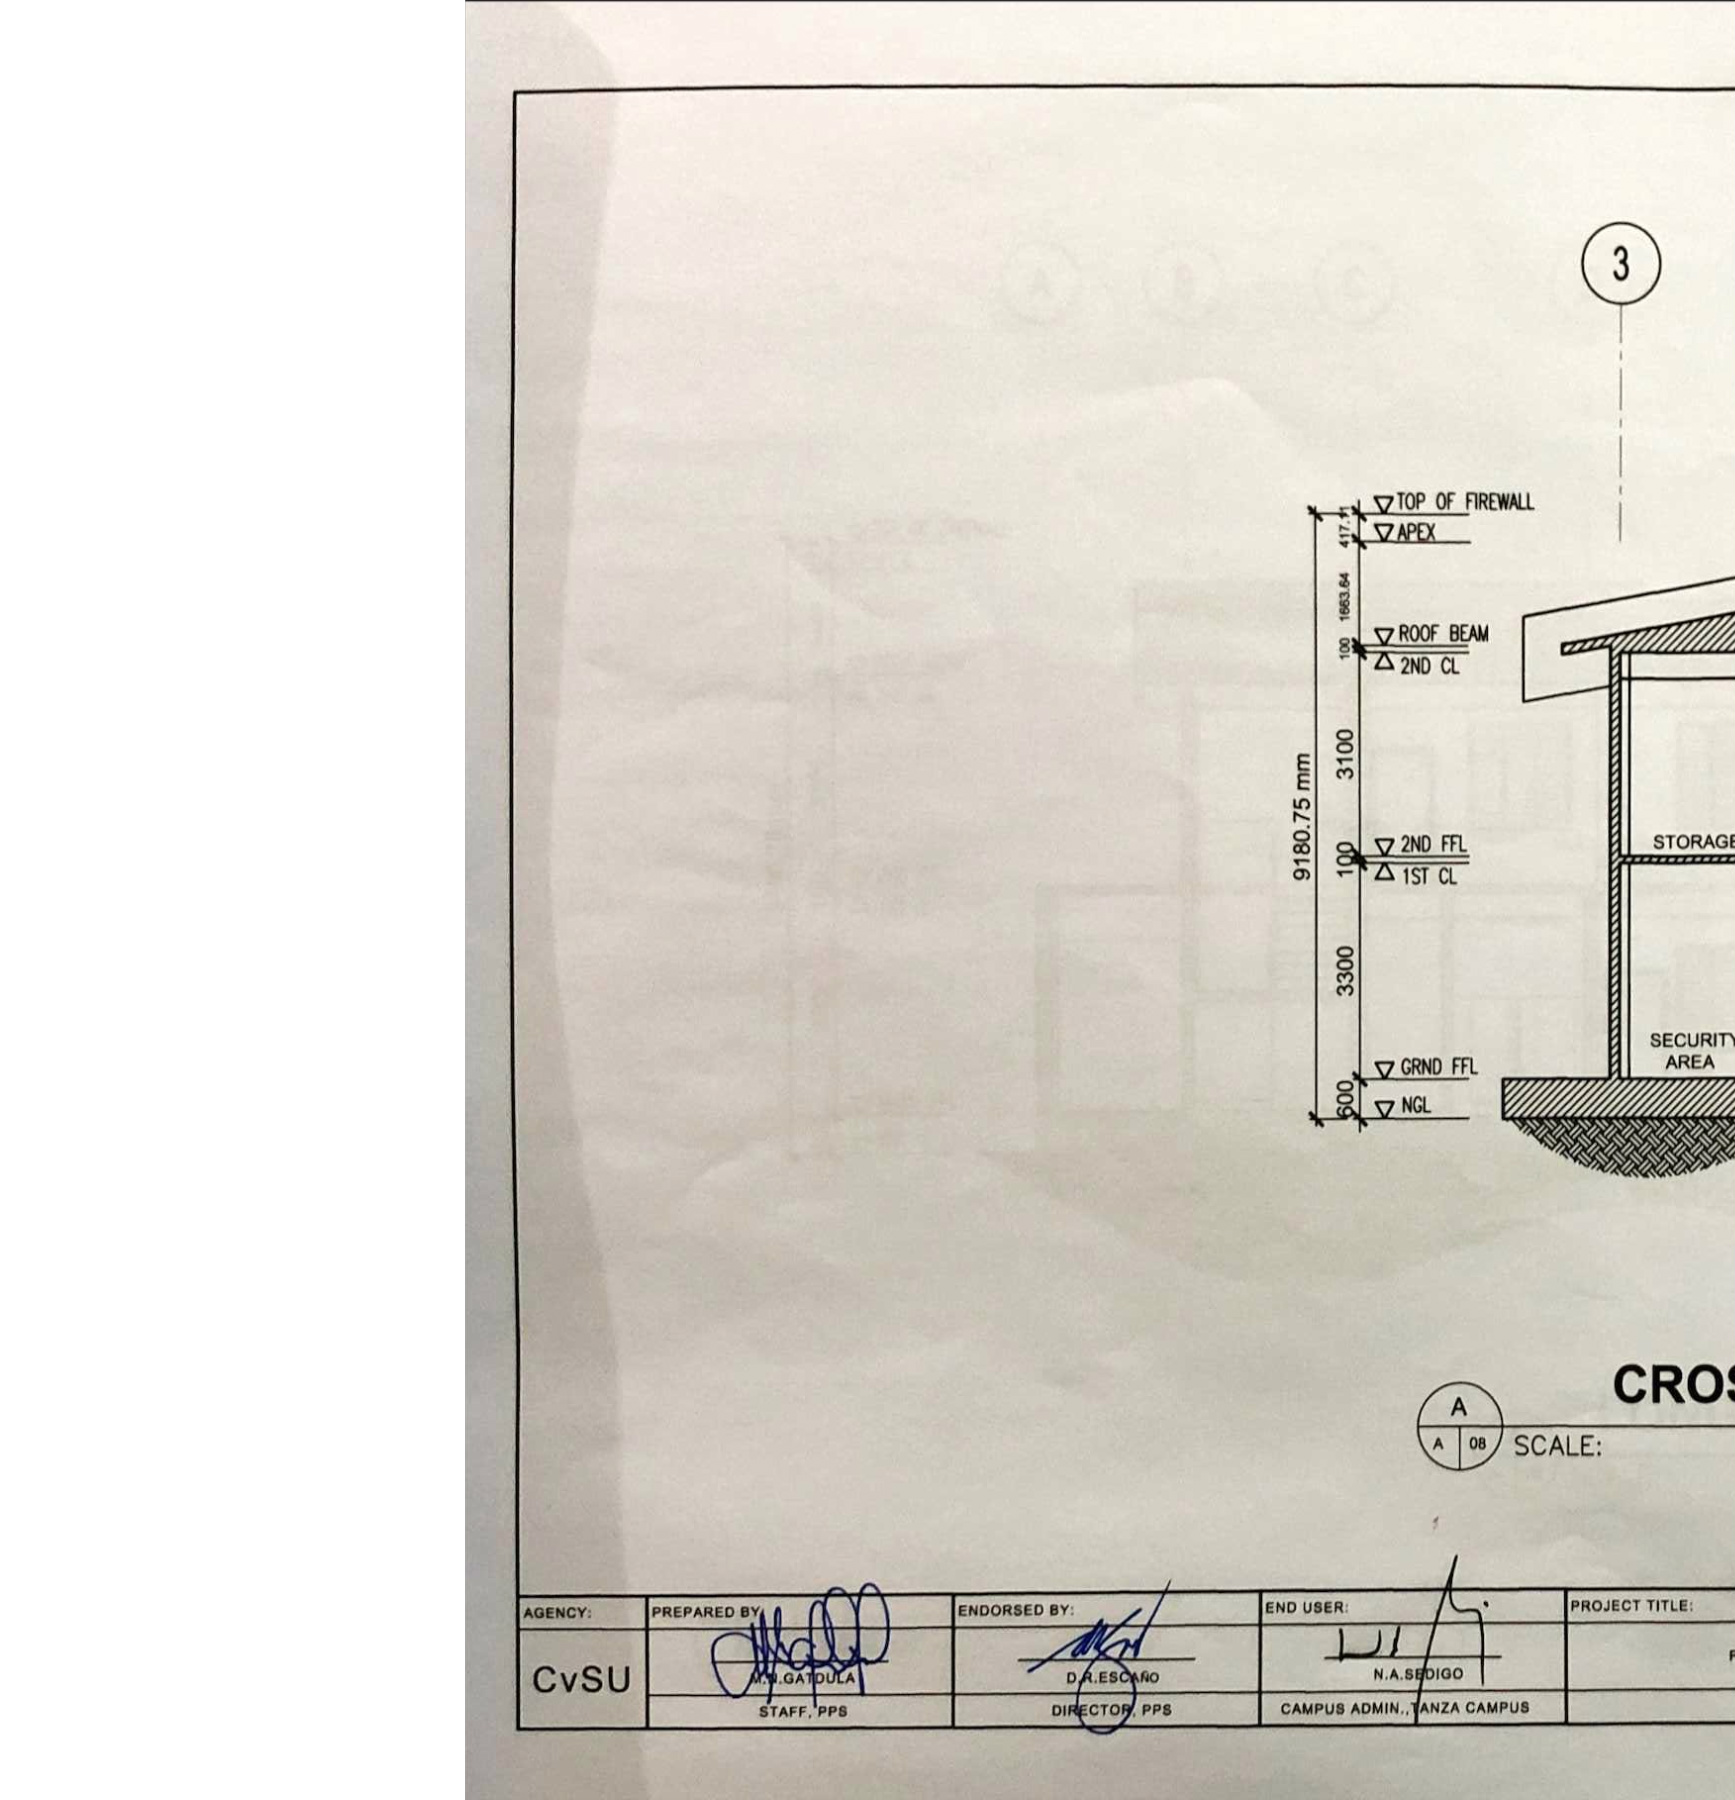 3
TOP OF FIREWALL
417.11
APEX
1663.64
ROOF BEAM
100
2ND CL
3100
9180.75 mm
STORAGE
2ND FFL
100
1ST CL
3300
SECURITY
AREA
GRND FFL
600
NGL
CROS
A
A 08
SCALE:
AGENCY: PREPARED BY: ENDORSED BY: END USER: PROJECT TITLE:
CvSU M.N.GATDULA D.R.ESCAÑO N.A.SEDIGO
STAFF, PPS DIRECTOR, PPS CAMPUS ADMIN., TANZA CAMPUS